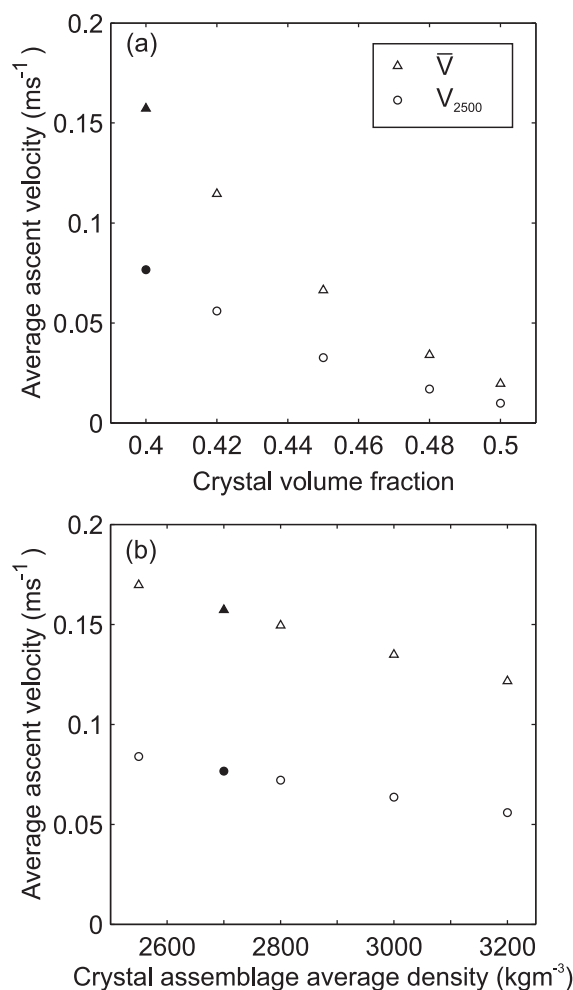 (a)
V̅
V2500
0.2
0.15
0.1
0.05
0
Average ascent velocity (ms-1)
0.4 0.42 0.44 0.46 0.48 0.5
Crystal volume fraction
(b)
0.2
0.15
0.1
0.05
0
Average ascent velocity (ms-1)
2600 2800 3000 3200
Crystal assemblage average density (kgm-3)